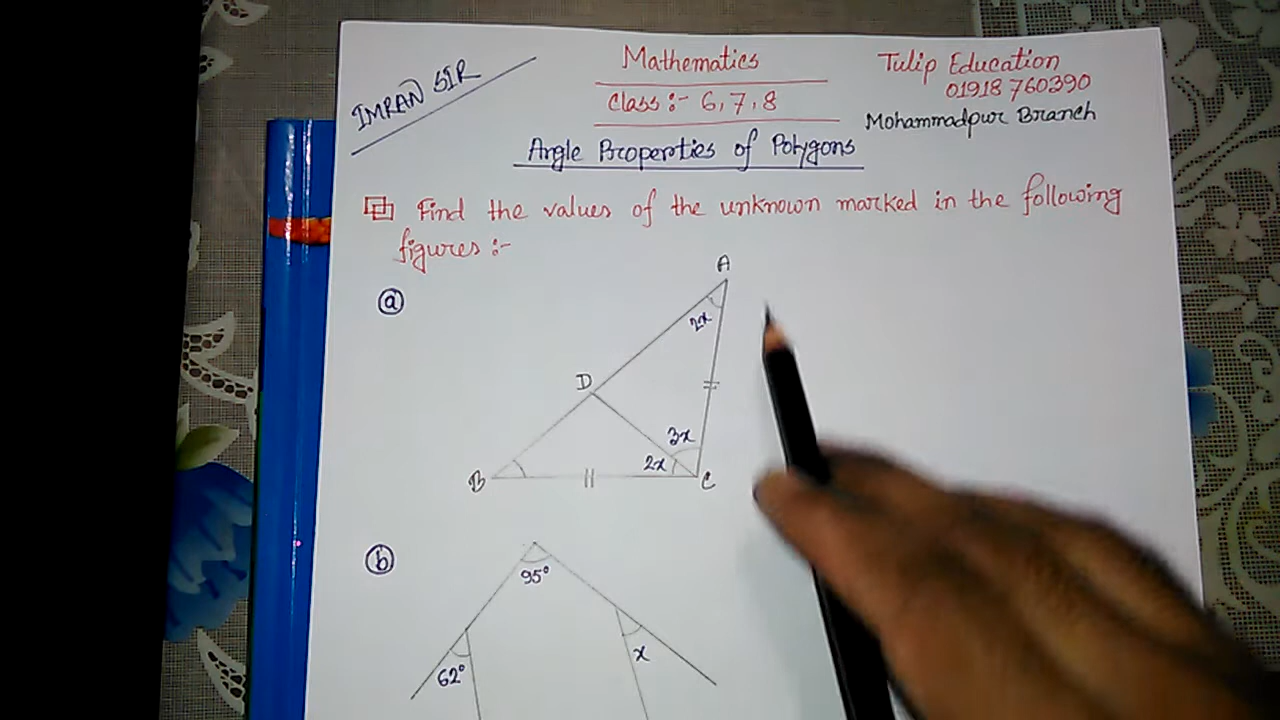 IMRAN SIR
Mathematics
Class:- 6, 7, 8
Tulip Education
01918 760390
Mohammadpur Branch
Angle Properties of Polygons
Find the values of the unknown marked in the following
figures:-
a
A
2x
D
3x
2x
B
C
b
95°
62°
x